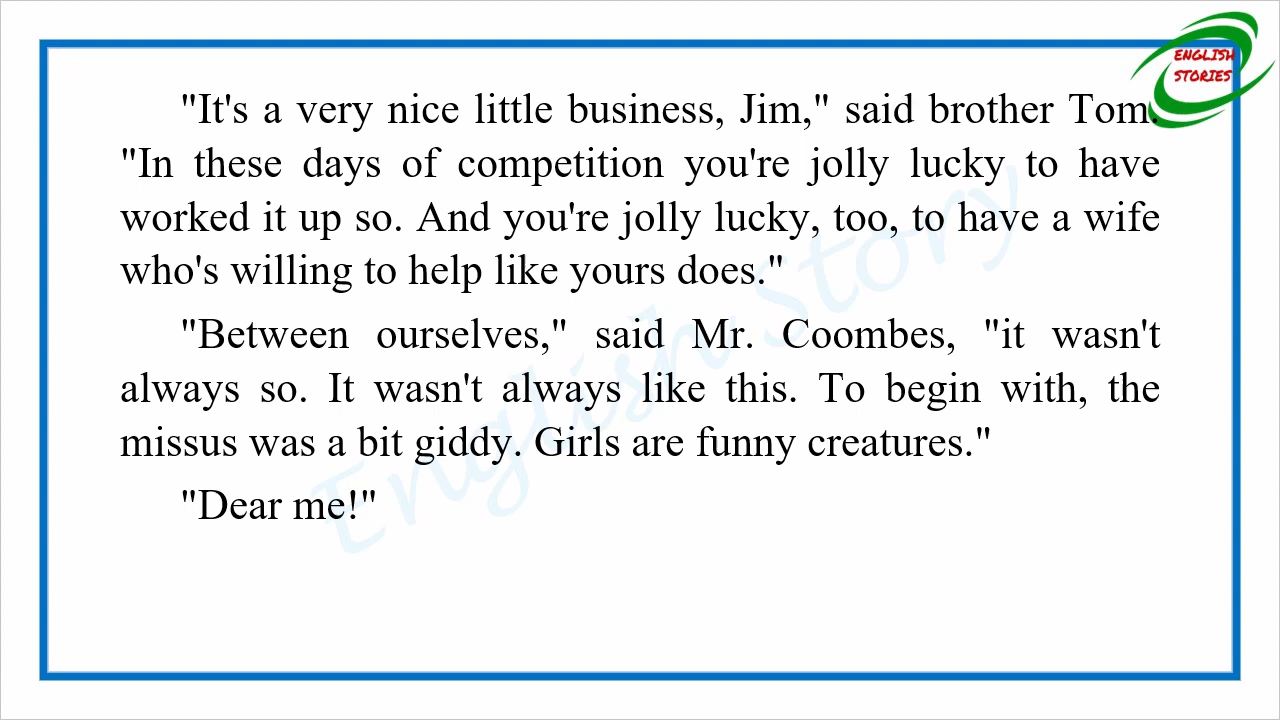 ENGLISH
STORIES
"It's a very nice little business, Jim," said brother Tom.
"In these days of competition you're jolly lucky to have
worked it up so. And you're jolly lucky, too, to have a wife
who's willing to help like yours does."
"Between ourselves," said Mr. Coombes, "it wasn't
always so. It wasn't always like this. To begin with, the
missus was a bit giddy. Girls are funny creatures."
"Dear me!"
English Story